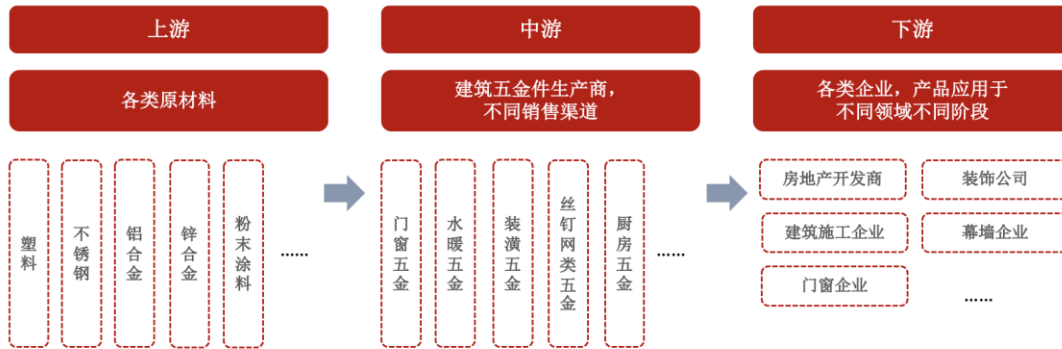 上游
各类原材料
塑料
不锈钢
铝合金
锌合金
粉末涂料
......
中游
建筑五金件生产商，
不同销售渠道
门窗五金
水暖五金
装潢五金
丝钉网类五金
厨房五金
......
下游
各类企业，产品应用于
不同领域不同阶段
房地产开发商
装饰公司
建筑施工企业
幕墙企业
门窗企业
......